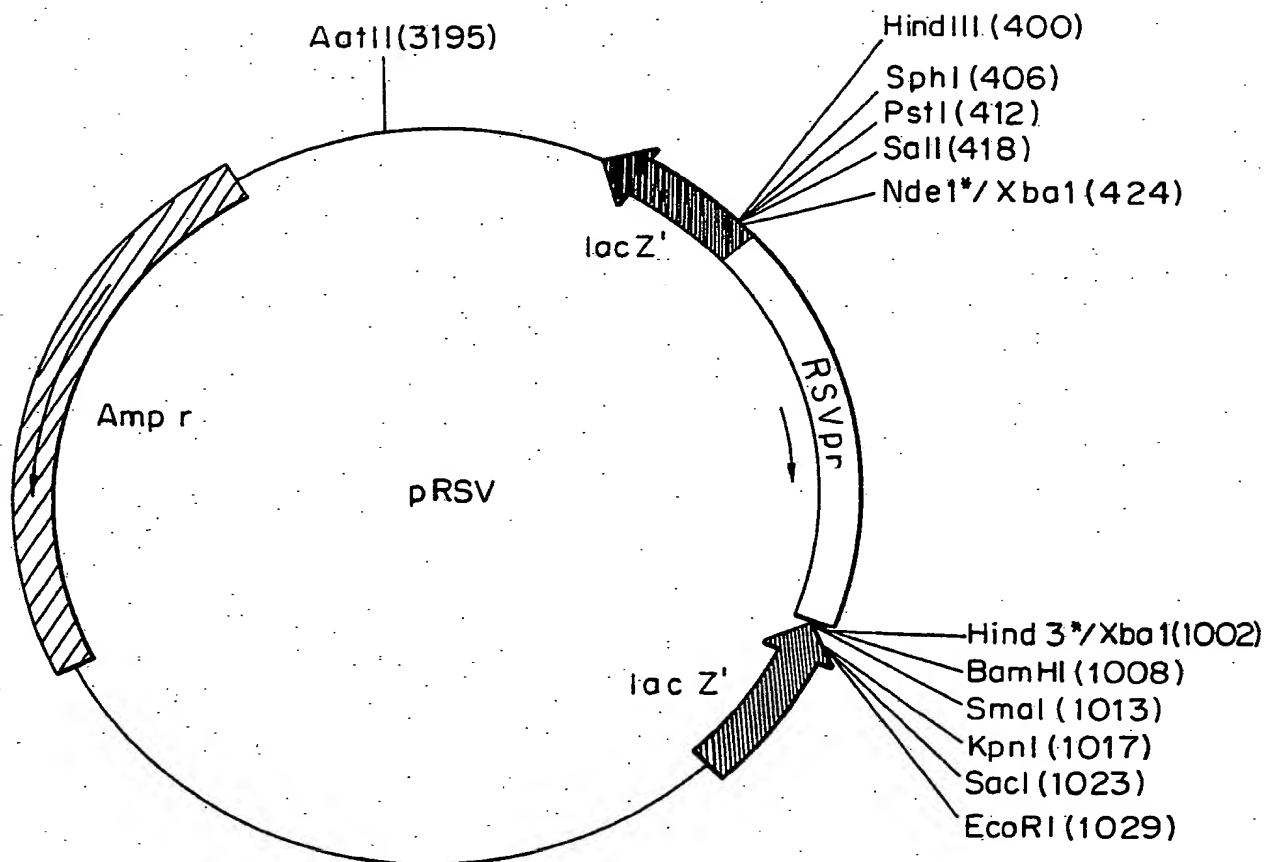 AatII(3195)
HindIII(400)
SphI(406)
PstI(412)
SalI(418)
Nde1*/Xba1(424)
lacZ'
RSVpr
Amp r
pRSV
Hind 3*/Xba1(1002)
BamHI(1008)
SmaI(1013)
KpnI(1017)
SacI(1023)
EcoRI(1029)
lac Z'